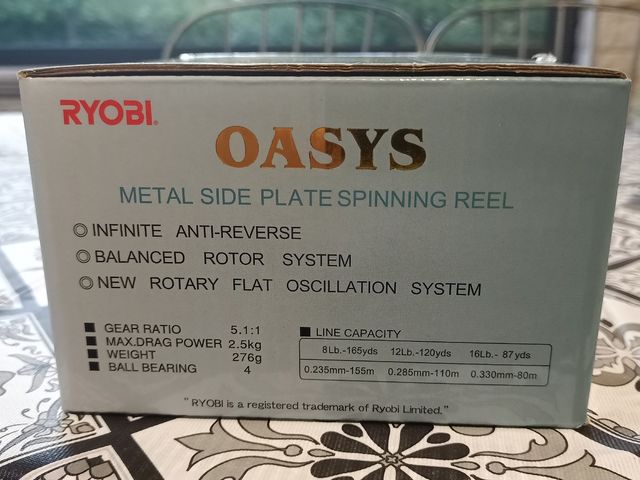 RYOBI®
OASYS
METAL SIDE PLATE SPINNING REEL
◎ INFINITE ANTI-REVERSE
◎ BALANCED ROTOR SYSTEM
◎ NEW ROTARY FLAT OSCILLATION SYSTEM
■ GEAR RATIO 5.1:1
■ MAX.DRAG POWER 2.5kg
■ WEIGHT 276g
■ BALL BEARING 4
■ LINE CAPACITY
8Lb.-165yds 12Lb.-120yds 16Lb.- 87yds
0.235mm-155m 0.285mm-110m 0.330mm-80m
"RYOBI is a registered trademark of Ryobi Limited."